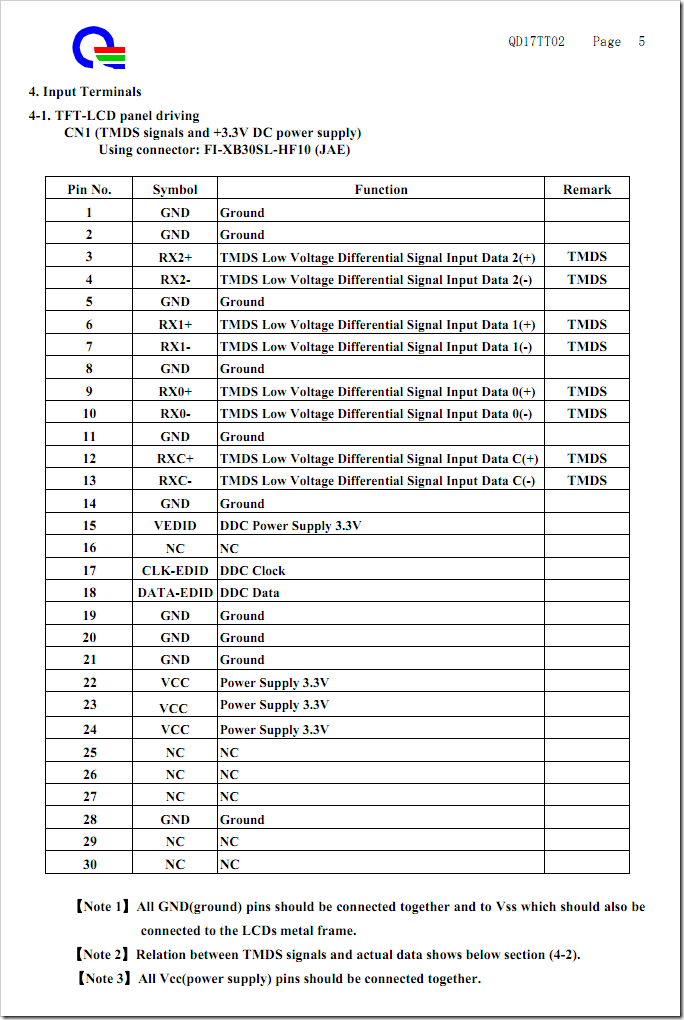 QD17TT02 Page 5
4. Input Terminals
4-1. TFT-LCD panel driving
CN1 (TMDS signals and +3.3V DC power supply)
Using connector: FI-XB30SL-HF10 (JAE)
Pin No. Symbol Function Remark
1 GND Ground
2 GND Ground
3 RX2+ TMDS Low Voltage Differential Signal Input Data 2(+) TMDS
4 RX2- TMDS Low Voltage Differential Signal Input Data 2(-) TMDS
5 GND Ground
6 RX1+ TMDS Low Voltage Differential Signal Input Data 1(+) TMDS
7 RX1- TMDS Low Voltage Differential Signal Input Data 1(-) TMDS
8 GND Ground
9 RX0+ TMDS Low Voltage Differential Signal Input Data 0(+) TMDS
10 RX0- TMDS Low Voltage Differential Signal Input Data 0(-) TMDS
11 GND Ground
12 RXC+ TMDS Low Voltage Differential Signal Input Data C(+) TMDS
13 RXC- TMDS Low Voltage Differential Signal Input Data C(-) TMDS
14 GND Ground
15 VEDID DDC Power Supply 3.3V
16 NC NC
17 CLK-EDID DDC Clock
18 DATA-EDID DDC Data
19 GND Ground
20 GND Ground
21 GND Ground
22 VCC Power Supply 3.3V
23 VCC Power Supply 3.3V
24 VCC Power Supply 3.3V
25 NC NC
26 NC NC
27 NC NC
28 GND Ground
29 NC NC
30 NC NC
【Note 1】All GND(ground) pins should be connected together and to Vss which should also be
connected to the LCDs metal frame.
【Note 2】Relation between TMDS signals and actual data shows below section (4-2).
【Note 3】All Vcc(power supply) pins should be connected together.